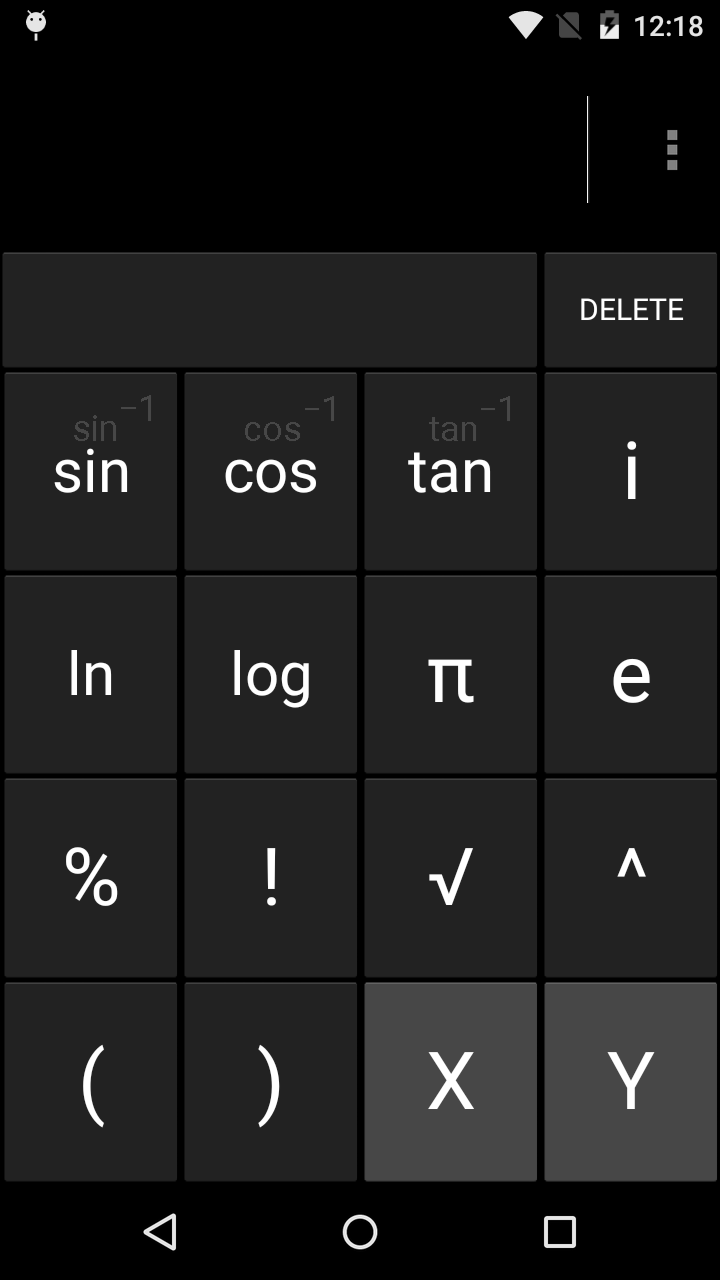 12:18
DELETE
sin⁻¹ cos⁻¹ tan⁻¹
sin cos tan i
ln log π e
% ! √ ^
( ) X Y